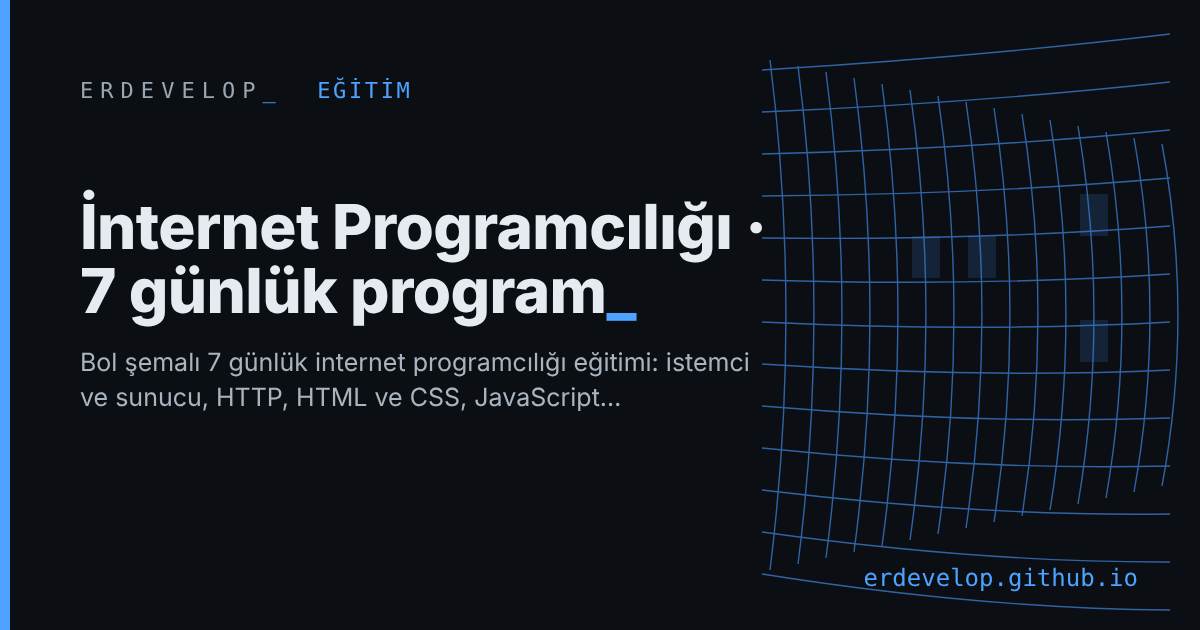 ERDEVELOP_ EĞİTİM
İnternet Programcılığı ·
7 günlük program_
Bol şemalı 7 günlük internet programcılığı eğitimi: istemci
ve sunucu, HTTP, HTML ve CSS, JavaScript...
erdevelop.github.io